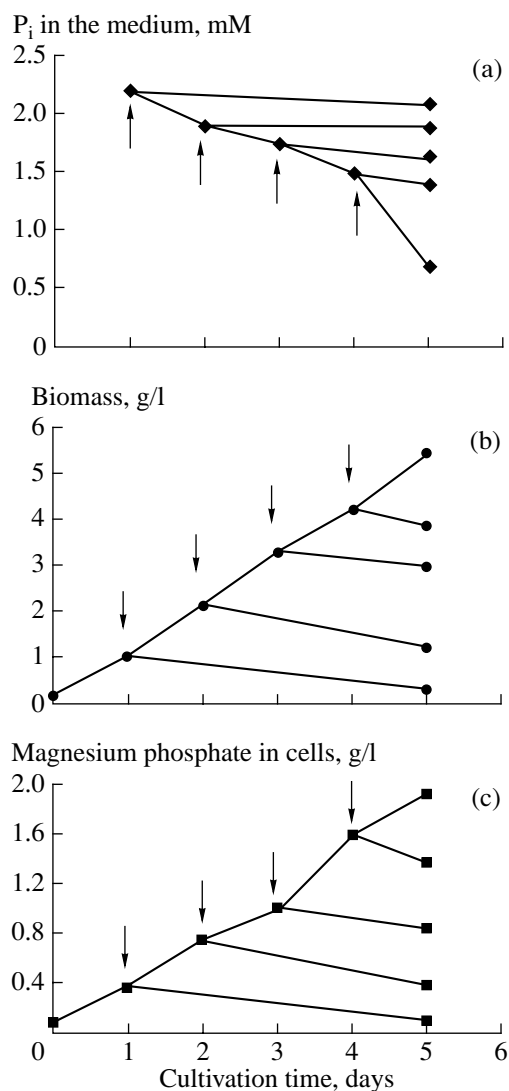 P_i in the medium, mM
(a)
2.5
2.0
1.5
1.0
0.5
0
6
Biomass, g/l
(b)
6
5
4
3
2
1
0
Magnesium phosphate in cells, g/l
(c)
2.0
1.6
1.2
0.8
0.4
0 1 2 3 4 5 6
Cultivation time, days